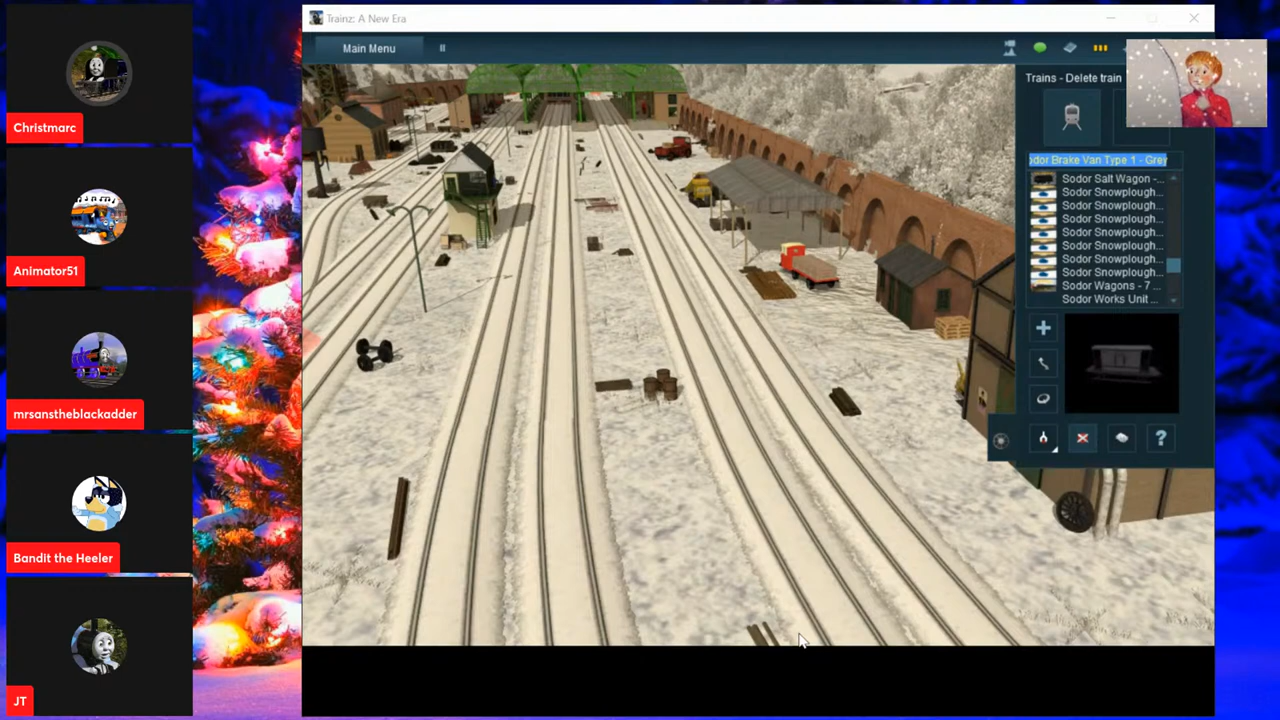 Trainz: A New Era
Main Menu
Trains - Delete train
odor Brake Van Type 1 - Grey
Sodor Salt Wagon -...
Sodor Snowplough...
Sodor Snowplough...
Sodor Snowplough...
Sodor Snowplough...
Sodor Snowplough...
Sodor Snowplough...
Sodor Snowplough...
Sodor Wagons - 7 ...
Sodor Works Unit ...
?
Christmarc
Animator51
mrsanstheblackadder
Bandit the Heeler
JT